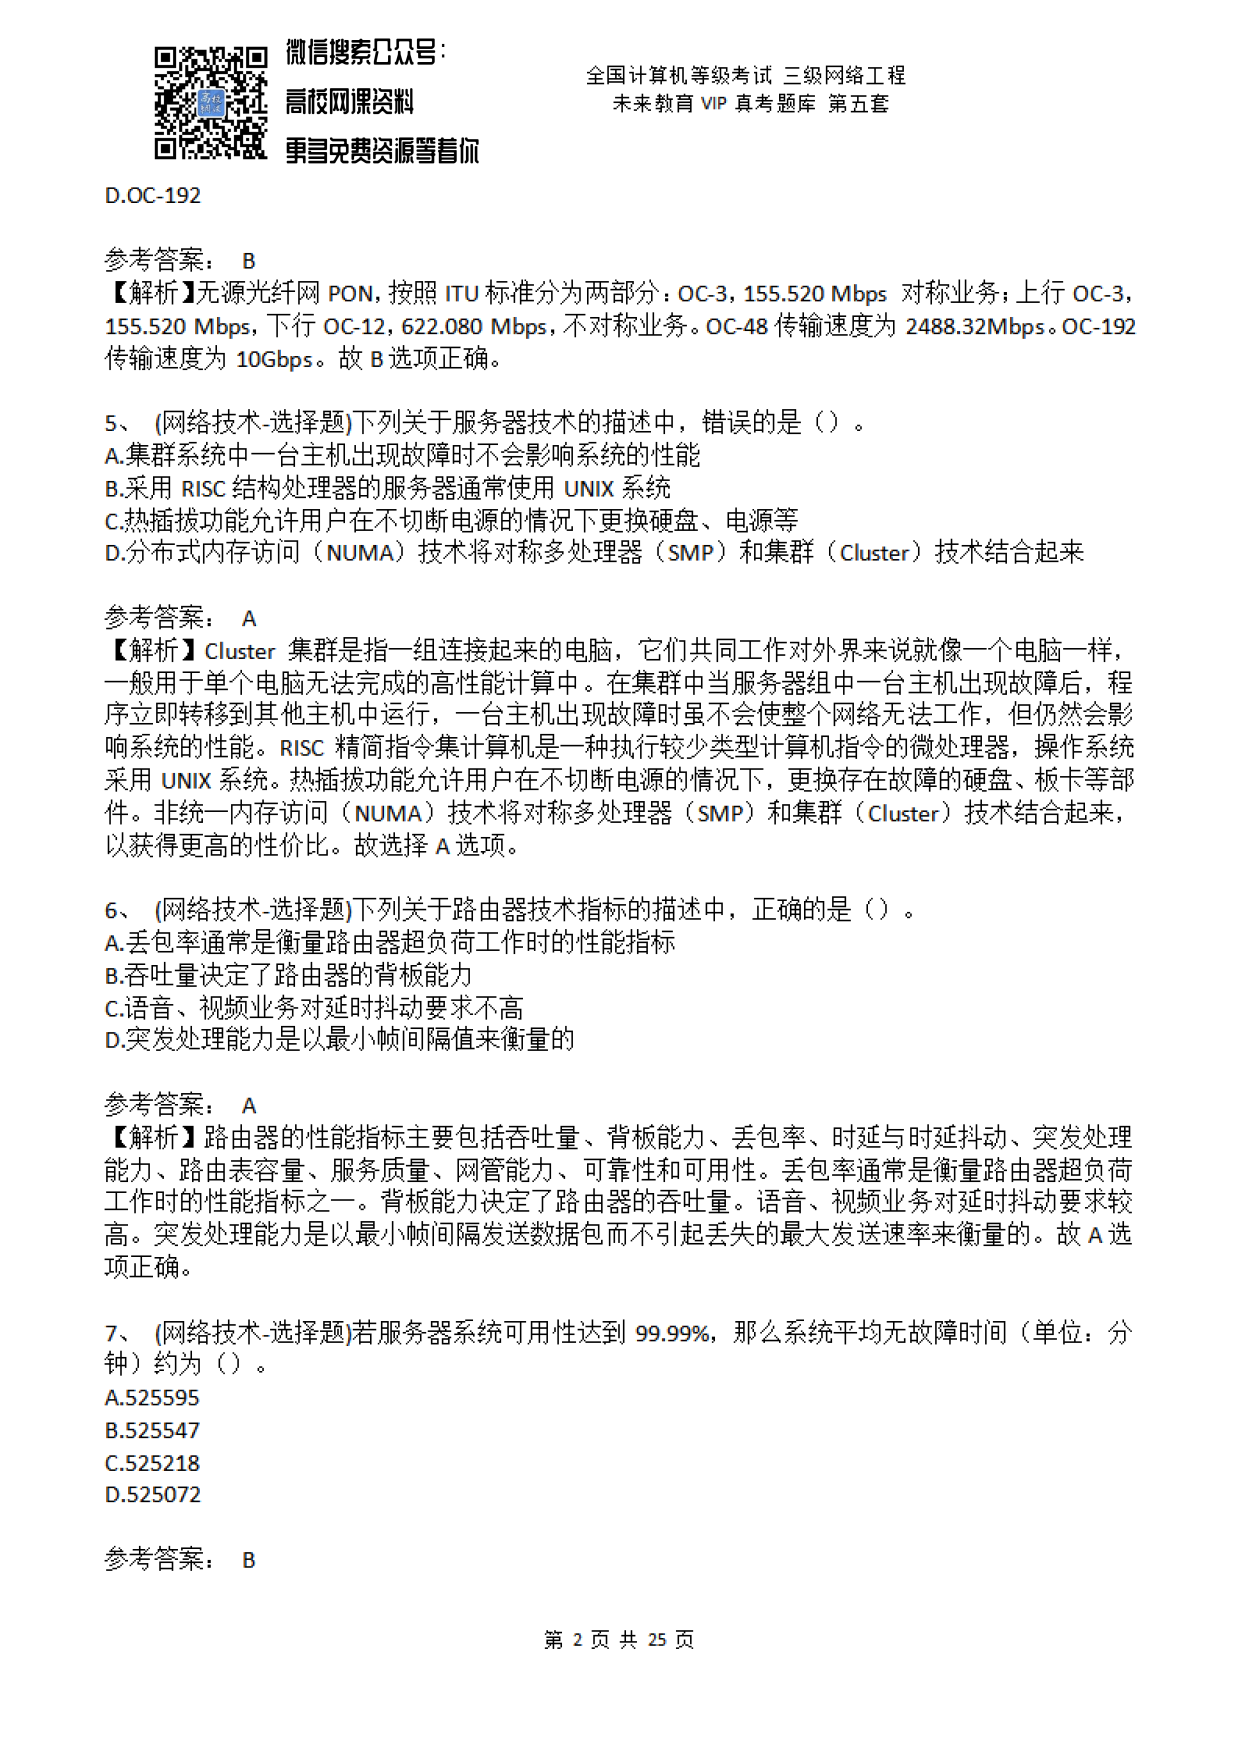 微信搜索公众号：
高校网课资料
更多免费资源等着你
全国计算机等级考试 三级网络工程
未来教育 VIP 真考题库 第五套
D.OC-192
参考答案： B
【解析】无源光纤网 PON，按照 ITU 标准分为两部分：OC-3，155.520 Mbps 对称业务；上行 OC-3，
155.520 Mbps，下行 OC-12，622.080 Mbps，不对称业务。OC-48 传输速度为 2488.32Mbps。OC-192
传输速度为 10Gbps。故 B 选项正确。
5、 (网络技术-选择题)下列关于服务器技术的描述中，错误的是（）。
A.集群系统中一台主机出现故障时不会影响系统的性能
B.采用 RISC 结构处理器的服务器通常使用 UNIX 系统
C.热插拔功能允许用户在不切断电源的情况下更换硬盘、电源等
D.分布式内存访问（NUMA）技术将对称多处理器（SMP）和集群（Cluster）技术结合起来
参考答案： A
【解析】Cluster 集群是指一组连接起来的电脑，它们共同工作对外界来说就像一个电脑一样，
一般用于单个电脑无法完成的高性能计算中。在集群中当服务器组中一台主机出现故障后，程
序立即转移到其他主机中运行，一台主机出现故障时虽不会使整个网络无法工作，但仍然会影
响系统的性能。RISC 精简指令集计算机是一种执行较少类型计算机指令的微处理器，操作系统
采用 UNIX 系统。热插拔功能允许用户在不切断电源的情况下，更换存在故障的硬盘、板卡等部
件。非统一内存访问（NUMA）技术将对称多处理器（SMP）和集群（Cluster）技术结合起来，
以获得更高的性价比。故选择 A 选项。
6、 (网络技术-选择题)下列关于路由器技术指标的描述中，正确的是（）。
A.丢包率通常是衡量路由器超负荷工作时的性能指标
B.吞吐量决定了路由器的背板能力
C.语音、视频业务对延时抖动要求不高
D.突发处理能力是以最小帧间隔值来衡量的
参考答案： A
【解析】路由器的性能指标主要包括吞吐量、背板能力、丢包率、时延与时延抖动、突发处理
能力、路由表容量、服务质量、网管能力、可靠性和可用性。丢包率通常是衡量路由器超负荷
工作时的性能指标之一。背板能力决定了路由器的吞吐量。语音、视频业务对延时抖动要求较
高。突发处理能力是以最小帧间隔发送数据包而不引起丢失的最大发送速率来衡量的。故 A 选
项正确。
7、 (网络技术-选择题)若服务器系统可用性达到 99.99%，那么系统平均无故障时间（单位：分
钟）约为（）。
A.525595
B.525547
C.525218
D.525072
参考答案： B
第 2 页 共 25 页